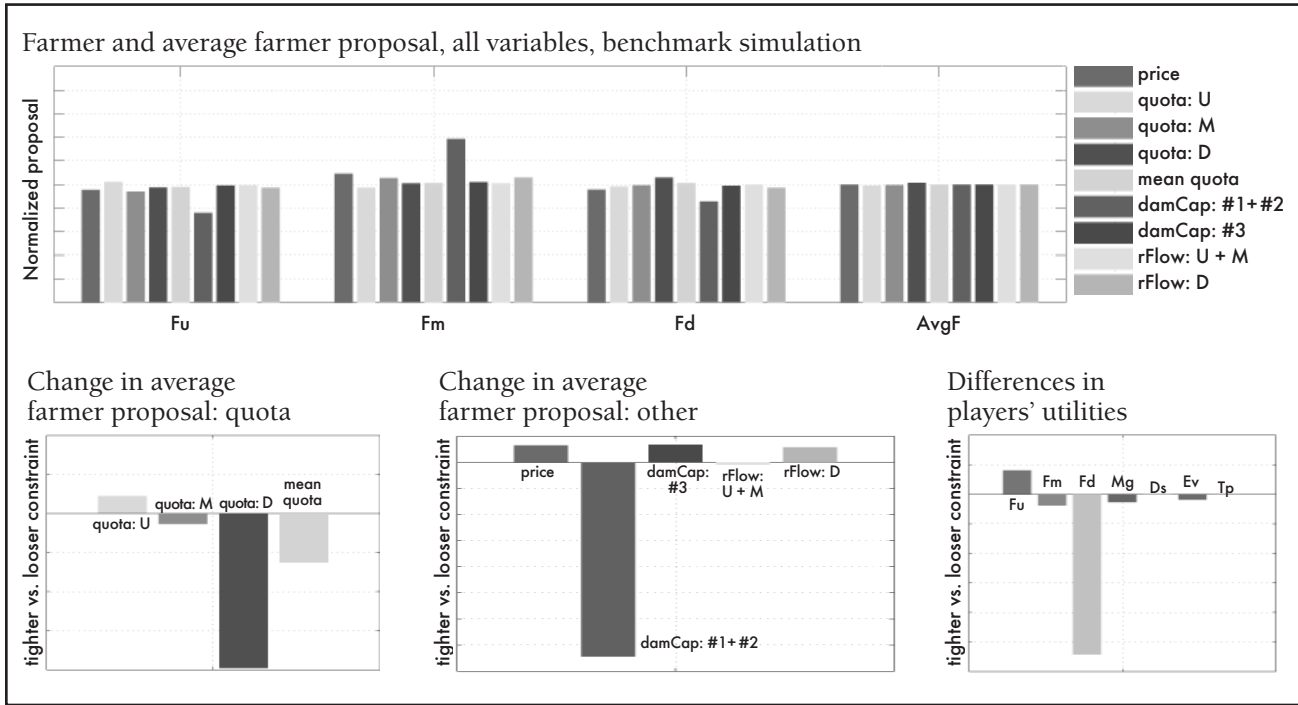 Farmer and average farmer proposal, all variables, benchmark simulation
Normalized proposal
Fu
Fm
Fd
AvgF
price
quota: U
quota: M
quota: D
mean quota
damCap: #1+#2
damCap: #3
rFlow: U + M
rFlow: D
Change in average
farmer proposal: quota
tighter vs. looser constraint
quota: U
quota: M
quota: D
mean
quota
Change in average
farmer proposal: other
tighter vs. looser constraint
price
damCap: #1+#2
damCap:
#3
rFlow:
U + M
rFlow: D
Differences in
players’ utilities
tighter vs. looser constraint
Fu
Fm
Fd
Mg
Ds
Ev
Tp